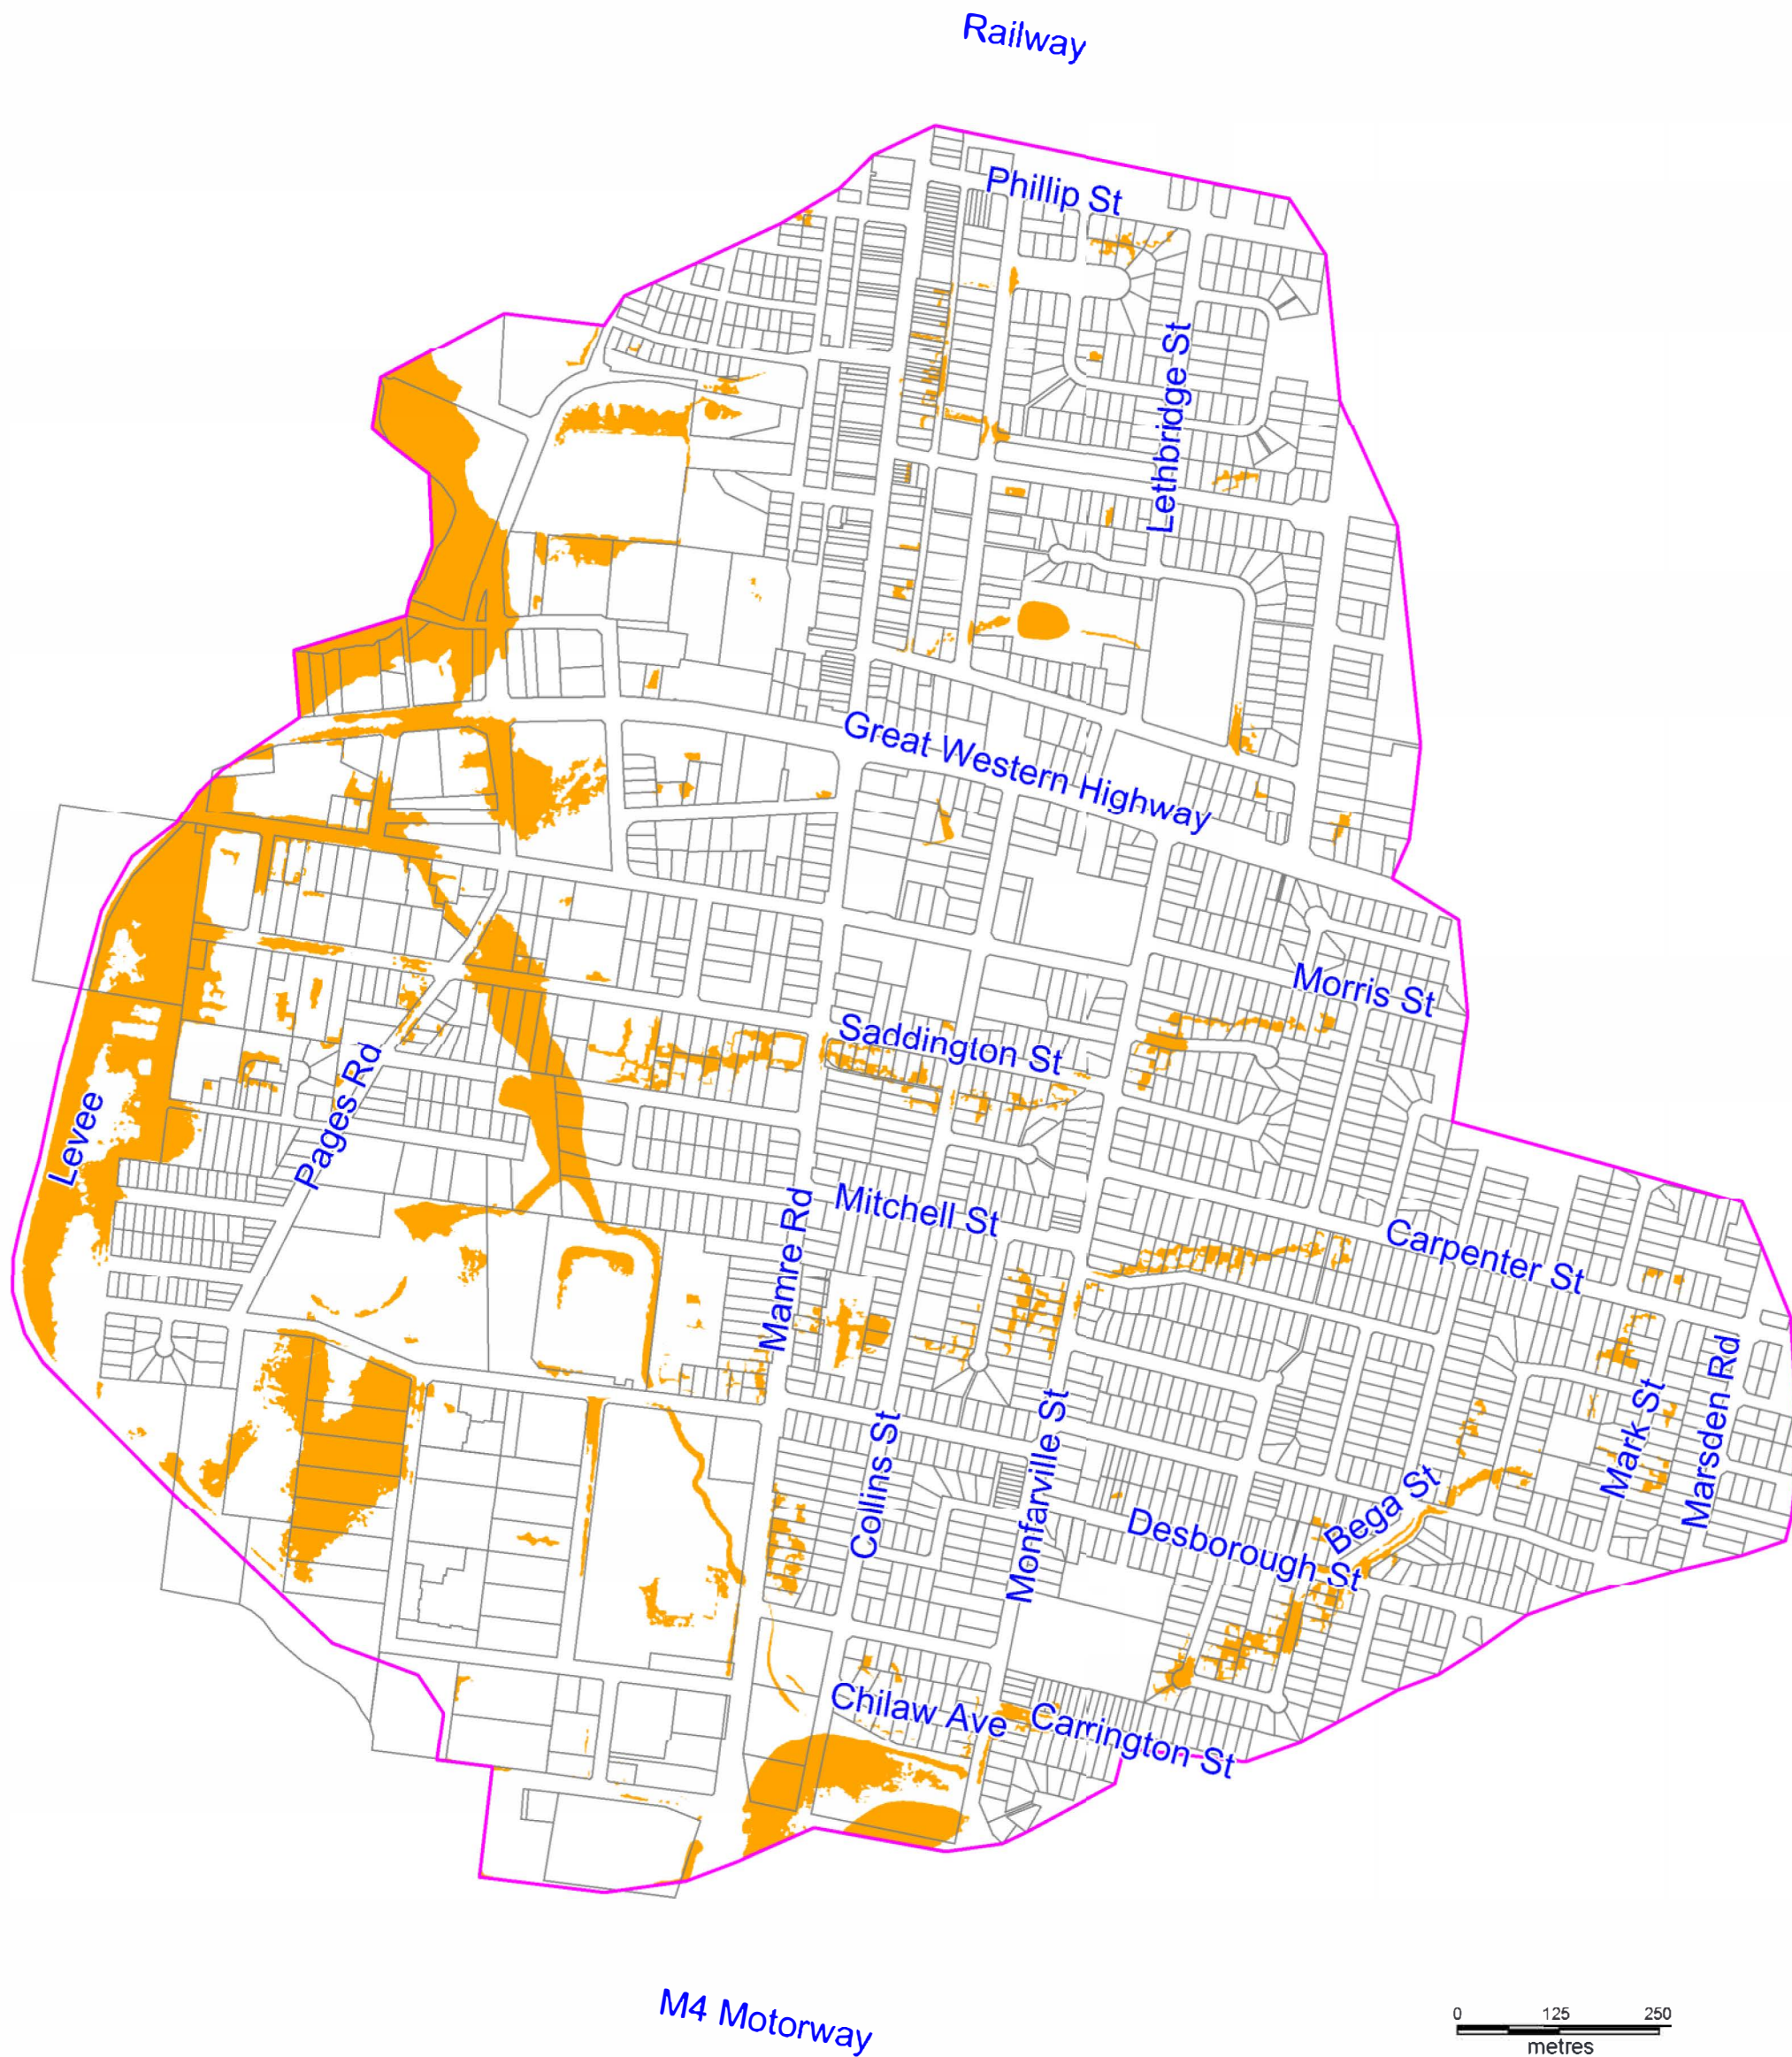 Railway
Phillip St
Lethbridge St
Great Western Highway
Morris St
Saddington St
Pages Rd
Levee
Mitchell St
Mamre Rd
Carpenter St
Collins St
Monfarville St
Mark St
Marsden Rd
Bega St
Desborough St
Chilaw Ave
Carrington St
M4 Motorway
0 125 250
metres